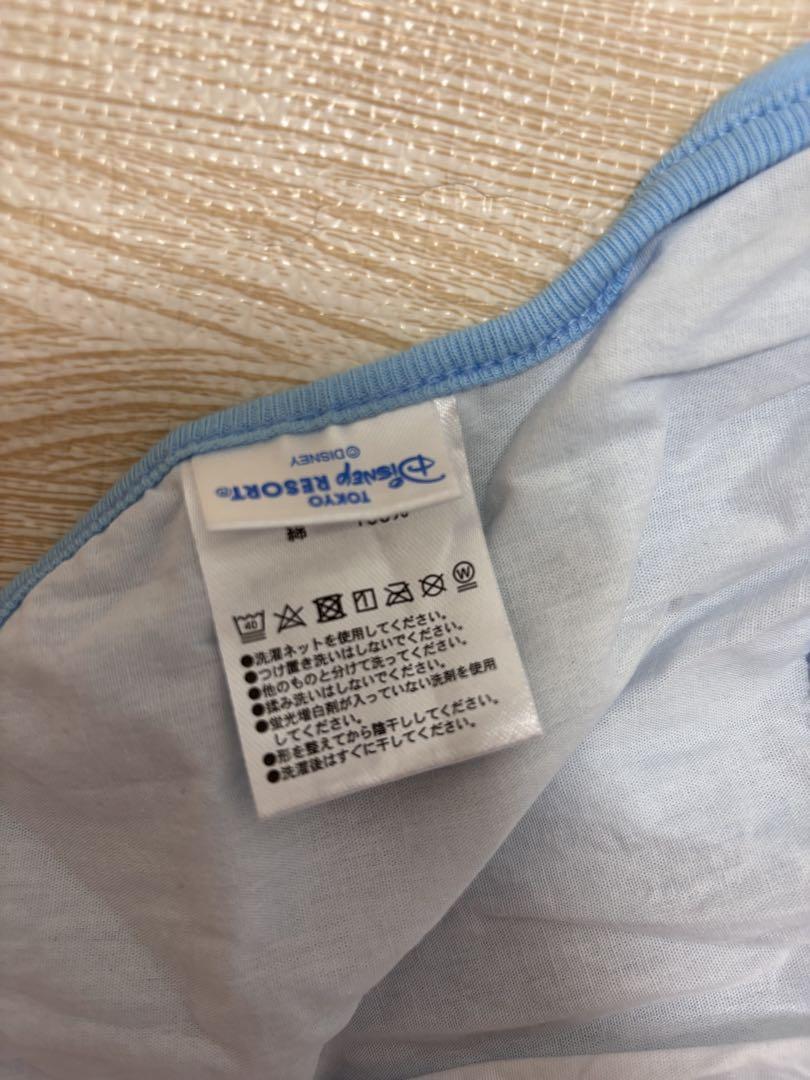 TOKYO
DISNEY RESORT®
©DISNEY
40
W
●洗濯ネットを使用してください。
●つけ置き洗いはしないでください。
●他のものと分けて洗ってください。
●揉み洗いはしないでください。
●蛍光増白剤が入っていない洗剤を使用
してください。
●形を整えてから陰干ししてください。
●洗濯後はすぐに干してください。